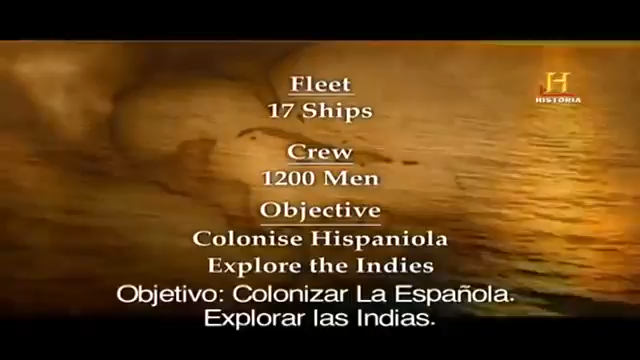 Fleet
17 Ships
H
HISTORIA
Crew
1200 Men
Objective
Colonise Hispaniola
Explore the Indies
Objetivo: Colonizar La Española.
Explorar las Indias.